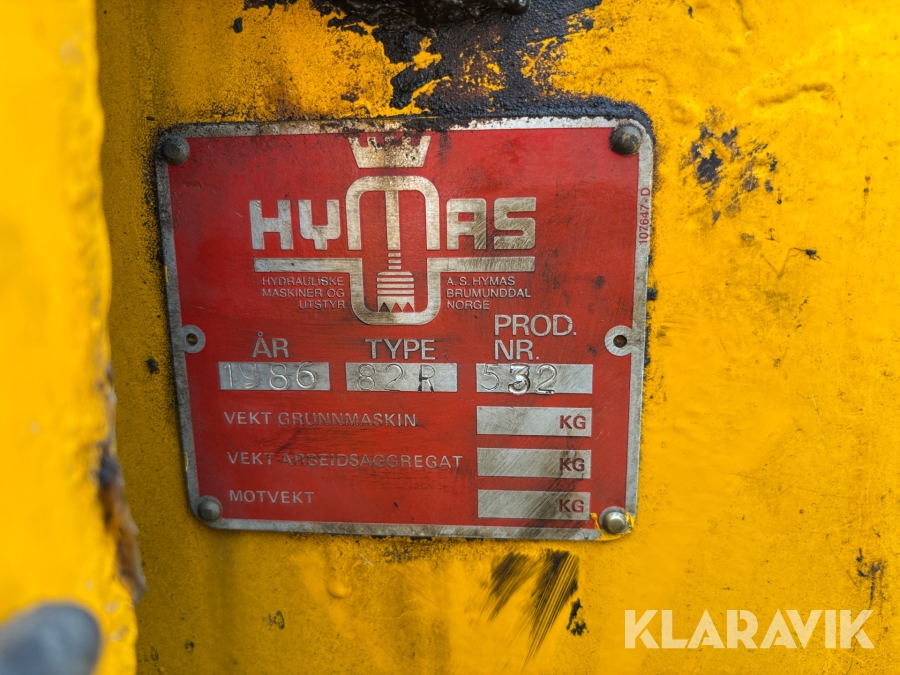 HYMAS
HYDRAULISKE
MASKINER OG
UTSTYR
A.S. HYMAS
BRUMUNDDAL
NORGE
107647-D
ÅR TYPE PROD. NR.
1986 82R 532
VEKT GRUNNMASKIN KG
VEKT ARBEIDSAGGREGAT KG
MOTVEKT KG
KLARAVIK